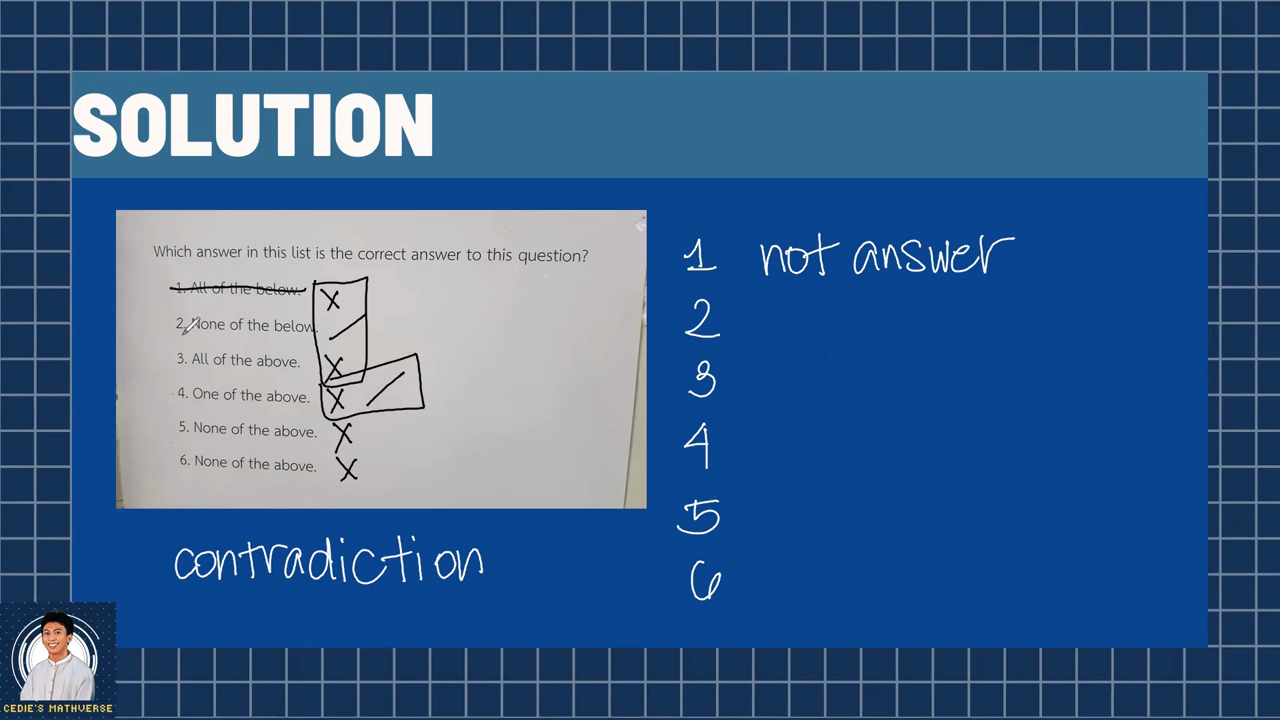 SOLUTION
Which answer in this list is the correct answer to this question?
1. All of the below.
2. None of the below.
3. All of the above.
4. One of the above.
5. None of the above.
6. None of the above.
contradiction
1 not answer
2
3
4
5
6
CEDIE'S MATHVERSE